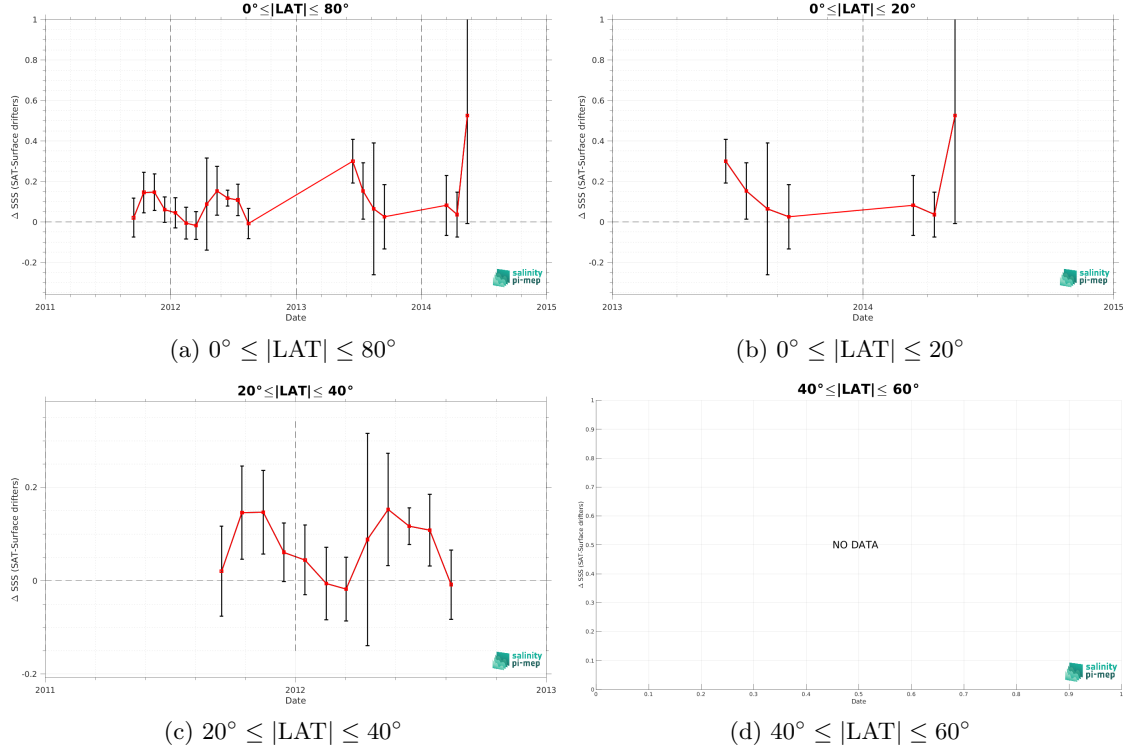 0°≤|LAT|≤ 80°
Δ SSS (SAT-Surface drifters)
1
0.8
0.6
0.4
0.2
0
-0.2
2011
2012
2013
2014
2015
Date
salinity
pi-mep
(a) 0° ≤ |LAT| ≤ 80°
0°≤|LAT|≤ 20°
Δ SSS (SAT-Surface drifters)
1
0.8
0.6
0.4
0.2
0
-0.2
2013
2014
2015
Date
salinity
pi-mep
(b) 0° ≤ |LAT| ≤ 20°
20°≤|LAT|≤ 40°
Δ SSS (SAT-Surface drifters)
0.2
0
-0.2
2011
2012
2013
Date
salinity
pi-mep
(c) 20° ≤ |LAT| ≤ 40°
40°≤|LAT|≤ 60°
Δ SSS (SAT-Surface drifters)
1
0.9
0.8
0.7
0.6
0.5
0.4
0.3
0.2
0.1
0
NO DATA
0
0.1
0.2
0.3
0.4
0.5
0.6
0.7
0.8
0.9
1
Date
salinity
pi-mep
(d) 40° ≤ |LAT| ≤ 60°